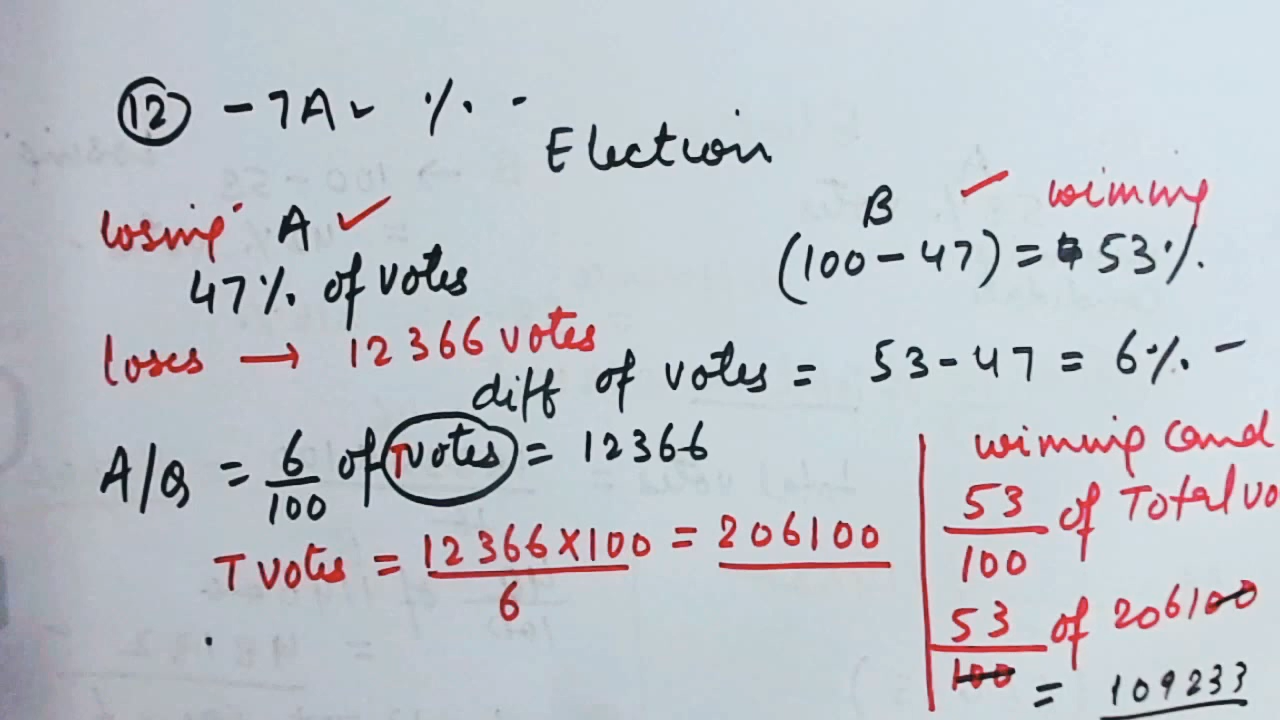 12 - 7A %. -
Election
losing A ✓
47% of votes
loses → 12366 votes
B ✓ winning
(100 - 47) = 53%.
diff of votes = 53 - 47 = 6% -
A/Q = 6/100 of Tvotes = 12366
T votes = 12366×100/6 = 206100
winning cand
53/100 of Total vo
53/100 of 206100
= 109233